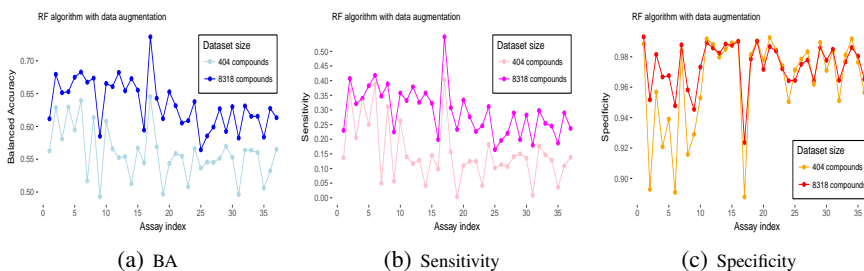 RF algorithm with data augmentation
Balanced Accuracy
0.70
0.65
0.60
0.55
0.50
Dataset size
404 compounds
8318 compounds
0 5 10 15 20 25 30 35
Assay index
(a) BA
RF algorithm with data augmentation
Sensitivity
0.50
0.45
0.40
0.35
0.30
0.25
0.20
0.15
0.10
0.05
0.00
Dataset size
404 compounds
8318 compounds
0 5 10 15 20 25 30 35
Assay index
(b) Sensitivity
RF algorithm with data augmentation
Specificity
0.98
0.96
0.94
0.92
0.90
Dataset size
404 compounds
8318 compounds
0 5 10 15 20 25 30 35
Assay index
(c) Specificity